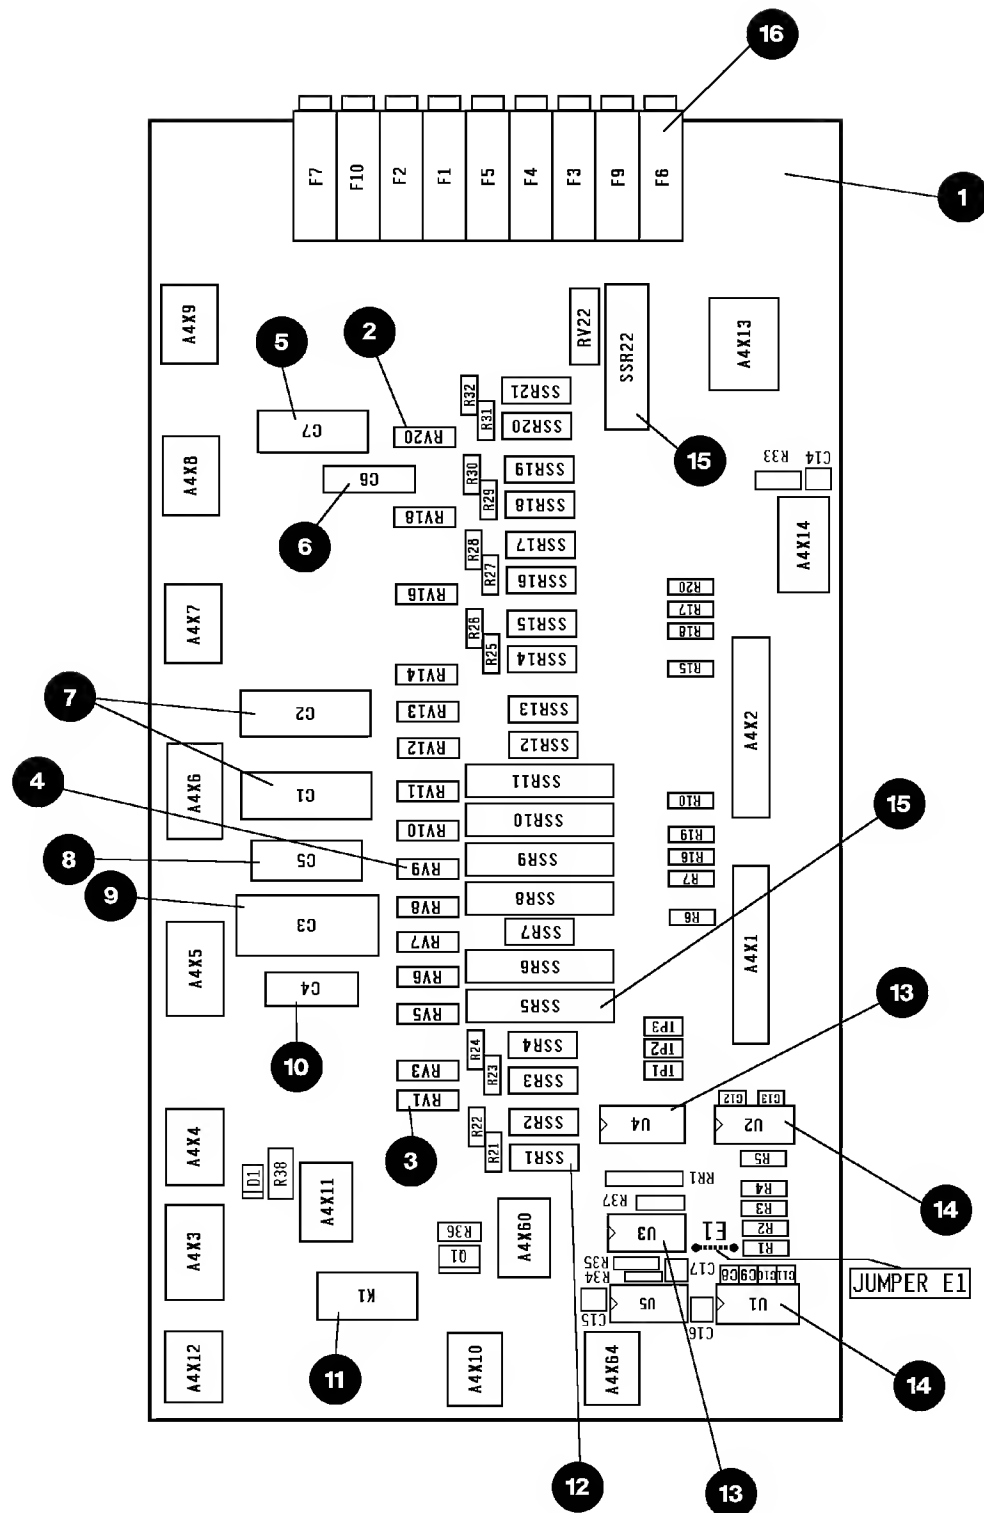 16
1
F7 F10 F2 F1 F5 F4 F3 F9 F6
A4X9
5
2
RV22
SSR22
A4X13
R32
SSR21
C7
RV20
R31
SSR20
15
R33
C14
A4X8
C6
R30
SSR19
R29
SSR18
RV18
6
A4X14
R28
SSR17
R27
SSR16
A4X7
RV16
R20
R17
R18
R26
SSR15
R25
SSR14
RV14
R15
7
C2
RV13
SSR13
A4X2
RV12
SSR12
A4X6
4
C1
RV11
SSR11
R10
15
RV10
SSR10
R19
8
C5
RV9
SSR9
R16
R7
9
C3
RV8
SSR8
R6
A4X1
RV7
SSR7
A4X5
RV6
SSR6
C4
RV5
SSR5
13
TP3
TP2
TP1
10
R24
SSR4
RV3
R23
SSR3
RV1
C12
C13
A4X4
R22
SSR2
U4
U2
3
R21
SSR1
R5
D1
R38
A4X11
RR1
R4
R37
R3
14
A4X3
R36
A4X60
U3
E1
R2
Q1
R1
R35
R34
C17
C8
C9
C10
C11
JUMPER E1
K1
C15
U5
C16
U1
A4X12
11
A4X10
A4X64
14
12
13